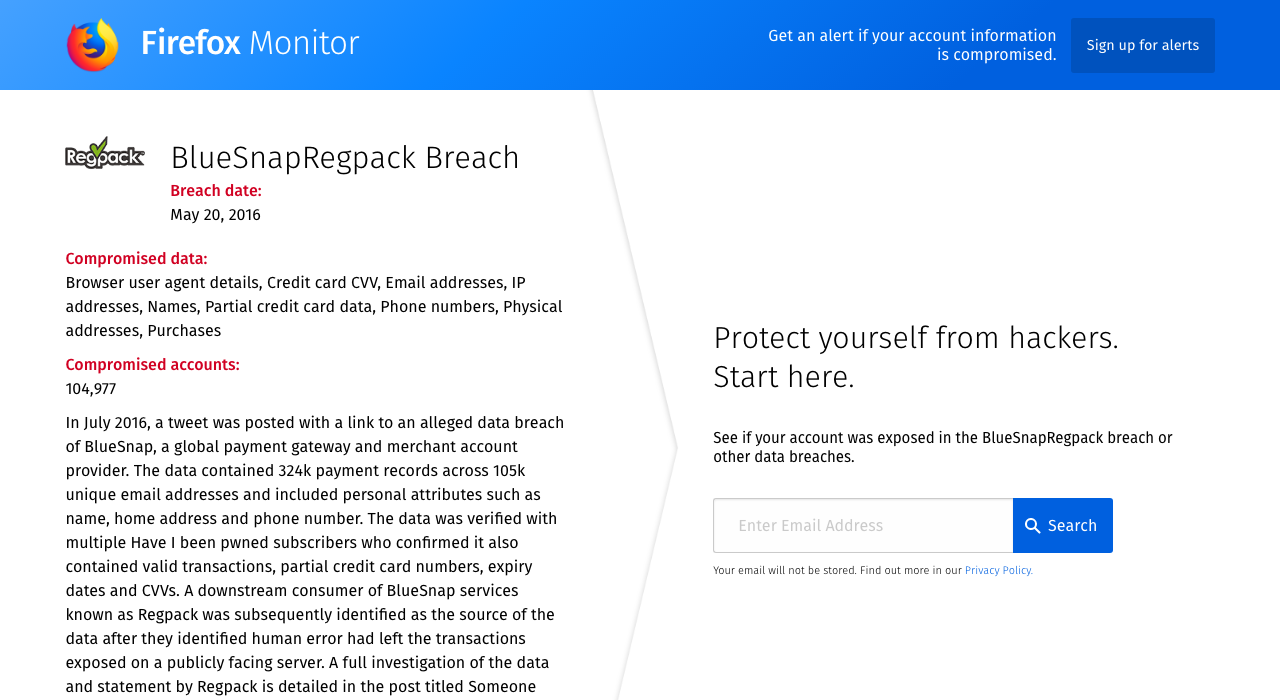 Firefox Monitor
Get an alert if your account information
is compromised.
Sign up for alerts
Regpack
BlueSnapRegpack Breach
Breach date:
May 20, 2016
Compromised data:
Browser user agent details, Credit card CVV, Email addresses, IP
addresses, Names, Partial credit card data, Phone numbers, Physical
addresses, Purchases
Compromised accounts:
104,977
In July 2016, a tweet was posted with a link to an alleged data breach
of BlueSnap, a global payment gateway and merchant account
provider. The data contained 324k payment records across 105k
unique email addresses and included personal attributes such as
name, home address and phone number. The data was verified with
multiple Have I been pwned subscribers who confirmed it also
contained valid transactions, partial credit card numbers, expiry
dates and CVVs. A downstream consumer of BlueSnap services
known as Regpack was subsequently identified as the source of the
data after they identified human error had left the transactions
exposed on a publicly facing server. A full investigation of the data
and statement by Regpack is detailed in the post titled Someone
Protect yourself from hackers.
Start here.
See if your account was exposed in the BlueSnapRegpack breach or
other data breaches.
Enter Email Address
Search
Your email will not be stored. Find out more in our Privacy Policy.